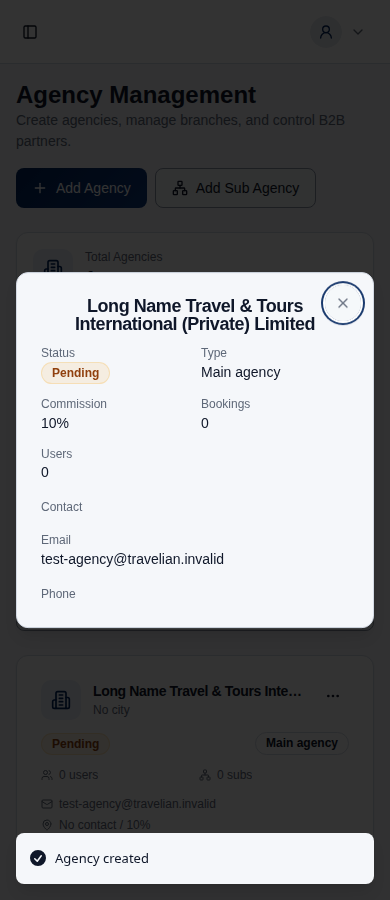 Agency Management
Create agencies, manage branches, and control B2B
partners.
Add Agency
Add Sub Agency
Total Agencies
Long Name Travel & Tours
International (Private) Limited
Status
Type
Pending
Main agency
Commission
Bookings
10%
0
Users
0
Contact
Email
test-agency@travelian.invalid
Phone
Long Name Travel & Tours Inte...
No city
Pending
Main agency
0 users
0 subs
test-agency@travelian.invalid
No contact / 10%
Agency created